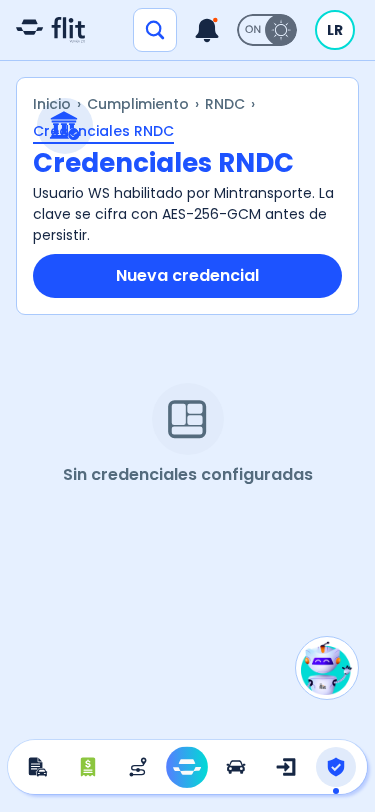 flit
ON
LR
Inicio › Cumplimiento › RNDC ›
Credenciales RNDC
Credenciales RNDC
Usuario WS habilitado por Mintransporte. La
clave se cifra con AES-256-GCM antes de
persistir.
Nueva credencial
Sin credenciales configuradas